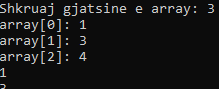 Shkruaj gjatsine e array: 3
array[0]: 1
array[1]: 3
array[2]: 4
1
3